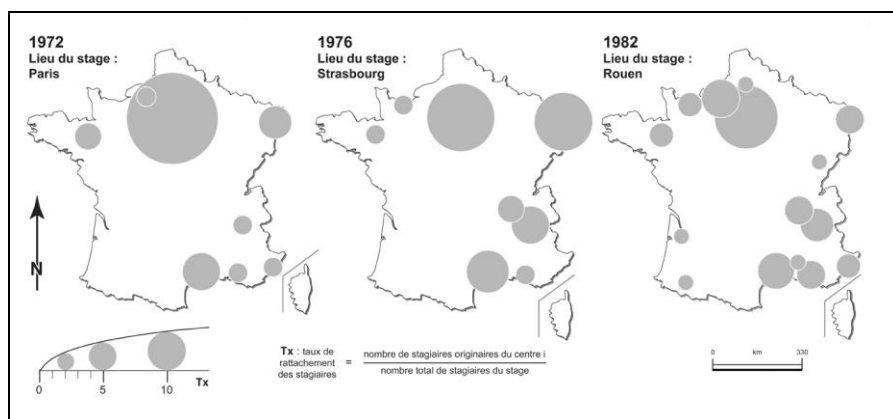 1972
Lieu du stage :
Paris
1976
Lieu du stage :
Strasbourg
1982
Lieu du stage :
Rouen
N
0 5 10 Tx
Tx : taux de
rattachement
des stagiaires
=
nombre de stagiaires originaires du centre i
nombre total de stagiaires du stage
0 km 330